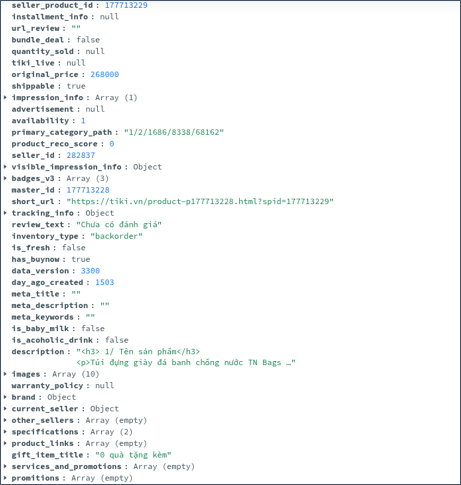 seller_product_id : 177713229
installment_info : null
url_review : ""
bundle_deal : false
quantity_sold : null
tiki_live : null
original_price : 268000
shippable : true
impression_info : Array (1)
advertisement : null
availability : 1
primary_category_path : "1/2/1686/8338/68162"
product_reco_score : 0
seller_id : 282837
visible_impression_info : Object
badges_v3 : Array (3)
master_id : 177713228
short_url : "https://tiki.vn/product-p177713228.html?spid=177713229"
tracking_info : Object
review_text : "Chưa có đánh giá"
inventory_type : "backorder"
is_fresh : false
has_buynow : true
data_version : 3300
day_ago_created : 1503
meta_title : ""
meta_description : ""
meta_keywords : ""
is_baby_milk : false
is_acoholic_drink : false
description : "<h3> 1/ Tên sản phẩm</h3>
<p>Túi đựng giày đá banh chống nước TN Bags …"
images : Array (10)
warranty_policy : null
brand : Object
current_seller : Object
other_sellers : Array (empty)
specifications : Array (2)
product_links : Array (empty)
gift_item_title : "0 quà tặng kèm"
services_and_promotions : Array (empty)
promitions : Array (empty)